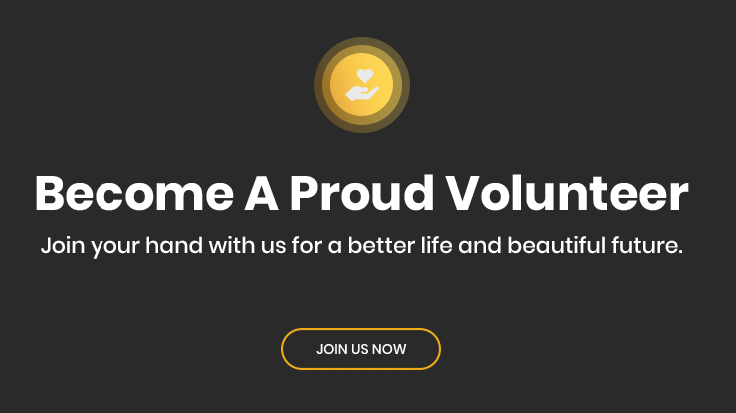 Become A Proud Volunteer
Join your hand with us for a better life and beautiful future.
JOIN US NOW